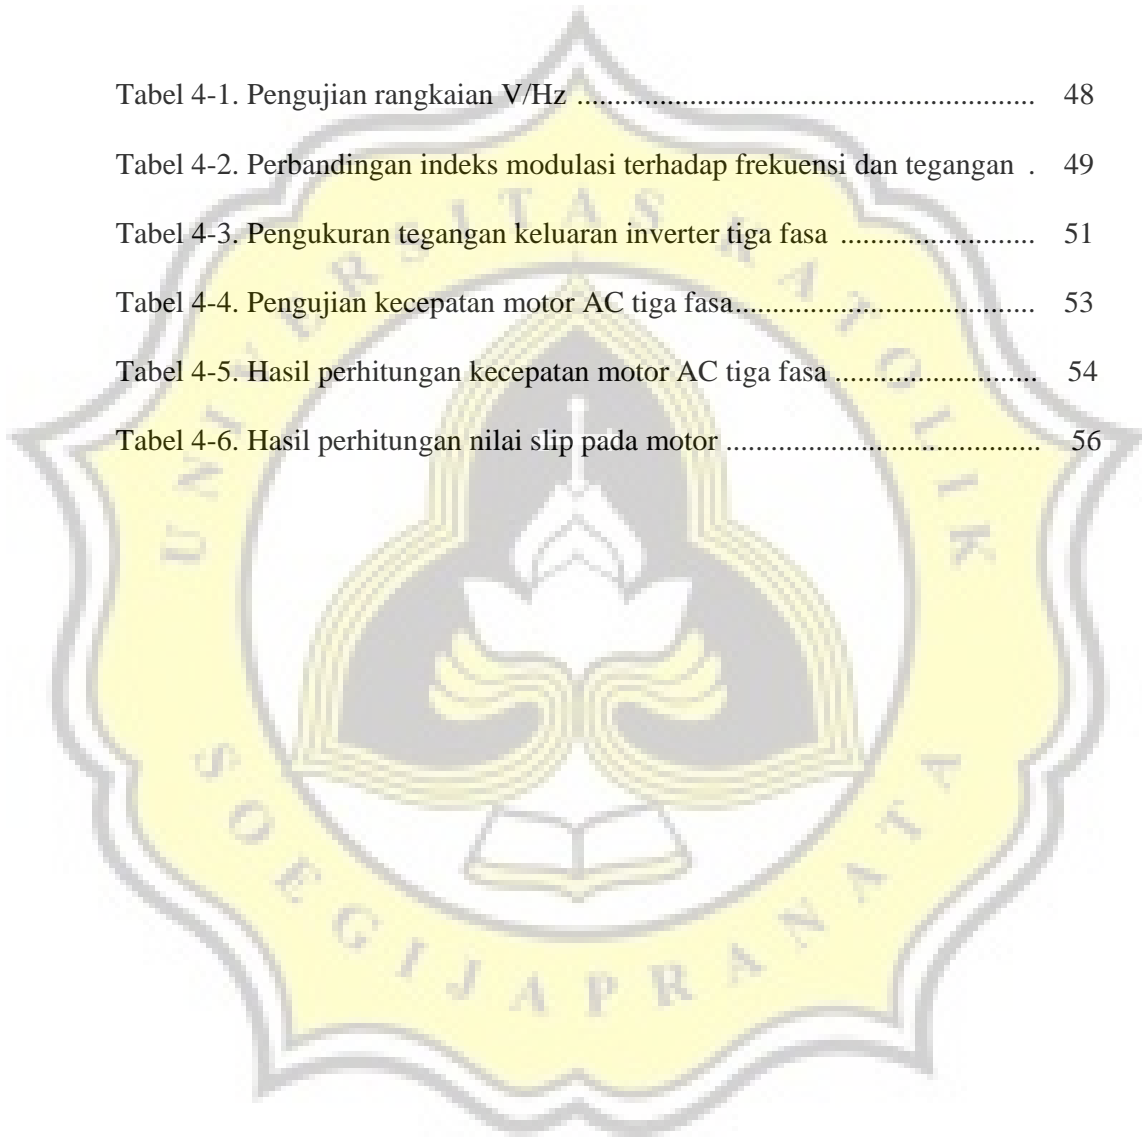 Tabel 4-1. Pengujian rangkaian V/Hz ............................................................. 48
Tabel 4-2. Perbandingan indeks modulasi terhadap frekuensi dan tegangan . 49
Tabel 4-3. Pengukuran tegangan keluaran inverter tiga fasa .......................... 51
Tabel 4-4. Pengujian kecepatan motor AC tiga fasa........................................ 53
Tabel 4-5. Hasil perhitungan kecepatan motor AC tiga fasa ........................... 54
Tabel 4-6. Hasil perhitungan nilai slip pada motor .......................................... 56
UNIVERSITAS KATOLIK
SOEGIJAPRANATA